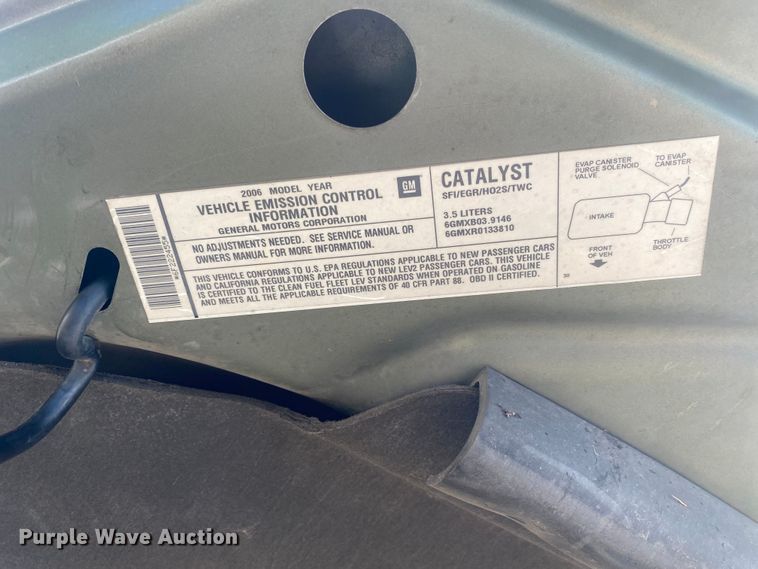 2006 MODEL YEAR
VEHICLE EMISSION CONTROL
INFORMATION
GENERAL MOTORS CORPORATION
GM
NO ADJUSTMENTS NEEDED. SEE SERVICE MANUAL OR
OWNERS MANUAL FOR MORE INFORMATION.
THIS VEHICLE CONFORMS TO U.S. EPA REGULATIONS APPLICABLE TO NEW PASSENGER CARS
AND CALIFORNIA REGULATIONS APPLICABLE TO NEW LEV2 PASSENGER CARS. THIS VEHICLE
IS CERTIFIED TO THE CLEAN FUEL FLEET LEV STANDARDS WHEN OPERATED ON GASOLINE
AND MEETS ALL THE APPLICABLE REQUIREMENTS OF 40 CFR PART 88. OBD II CERTIFIED.
CATALYST
SFI/EGR/HO2S/TWC
3.5 LITERS
6GMXB03.9146
6GMXR0133810
EVAP CANISTER
PURGE SOLENOID
VALVE
TO EVAP
CANISTER
INTAKE
FRONT
OF VEH
THROTTLE
BODY
Purple Wave Auction